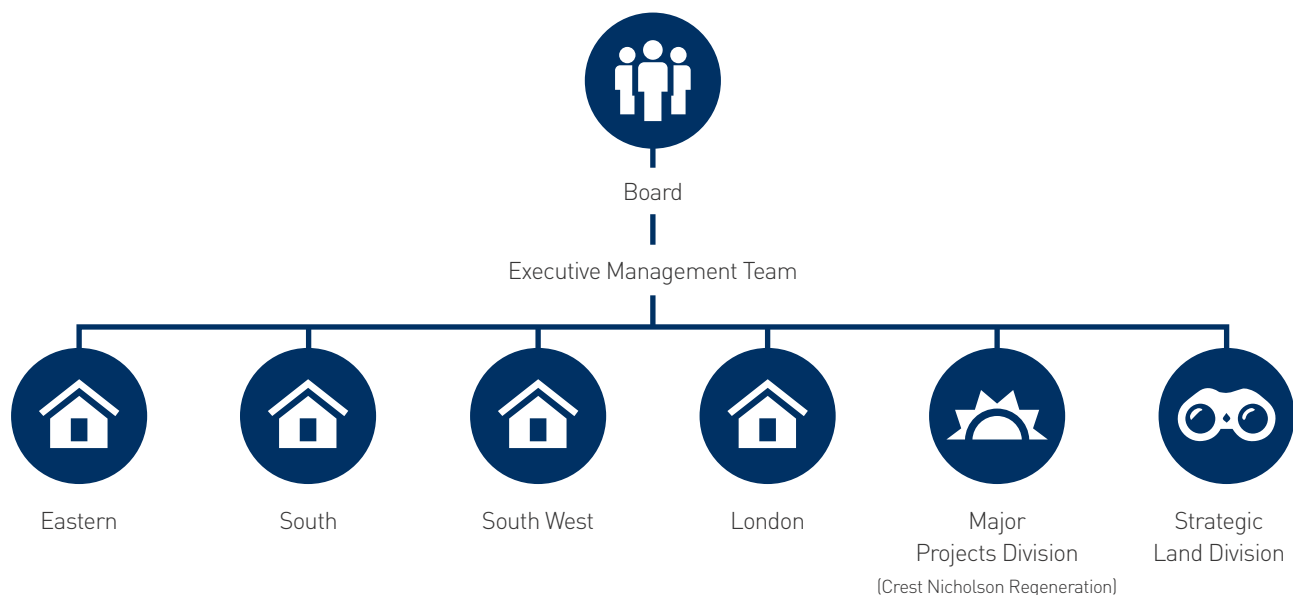 Board
Executive Management Team
Eastern
South
South West
London
Major
Projects Division
(Crest Nicholson Regeneration)
Strategic
Land Division